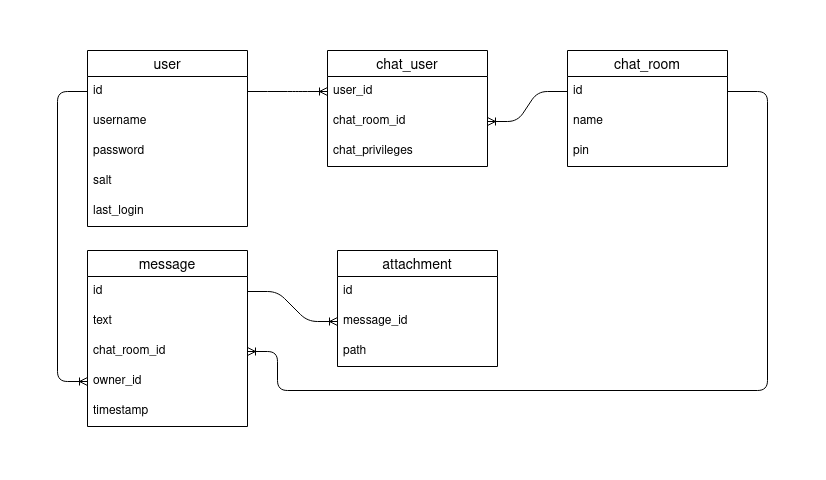 user
id
username
password
salt
last_login
chat_user
user_id
chat_room_id
chat_privileges
chat_room
id
name
pin
message
id
text
chat_room_id
owner_id
timestamp
attachment
id
message_id
path